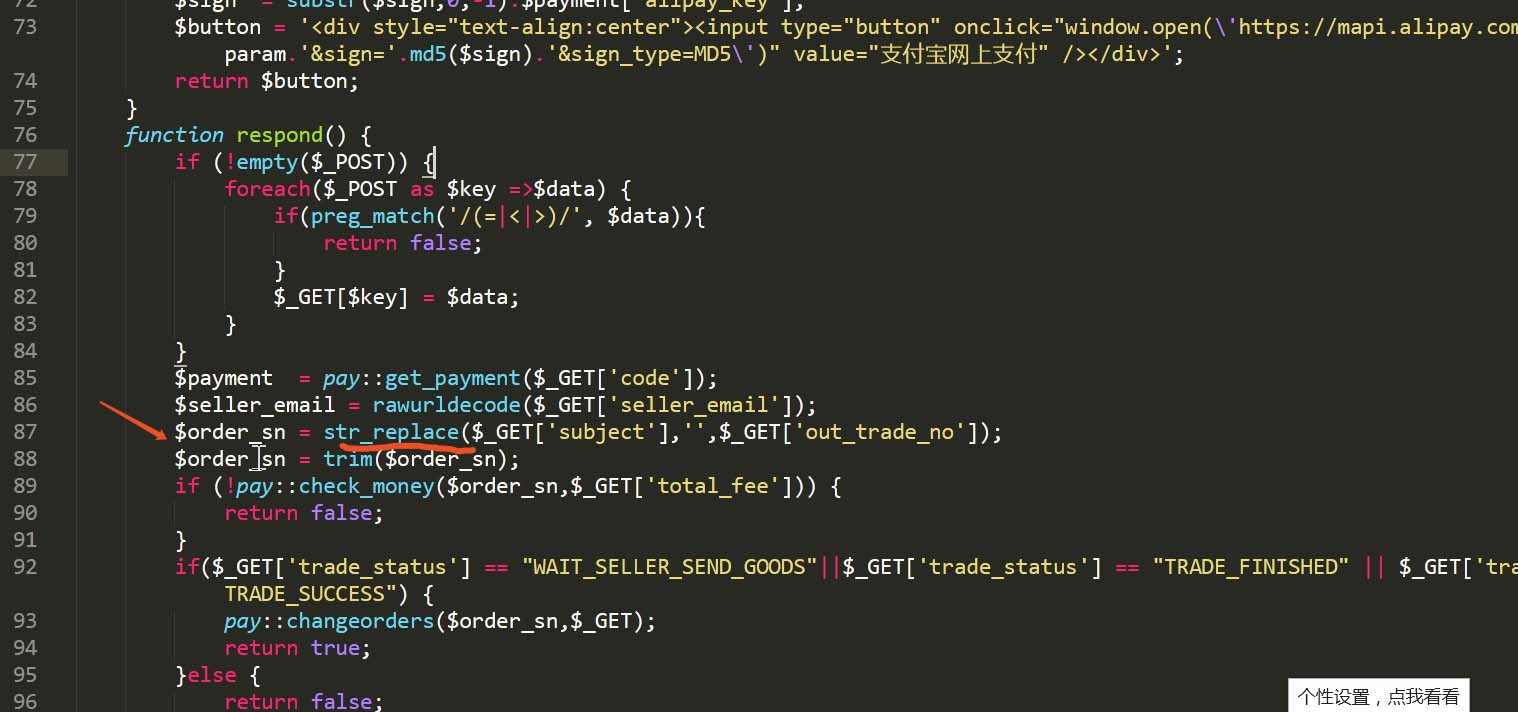 72 $sign = substr($sign,0,-1).$payment['alipay_key'];
73 $button = '<div style="text-align:center"><input type="button" onclick="window.open(\'https://mapi.alipay.com
param.'&sign='.md5($sign).'&sign_type=MD5\')" value="支付宝网上支付" /></div>';
74 return $button;
75 }
76 function respond() {
77 if (!empty($_POST)) {
78 foreach($_POST as $key =>$data) {
79 if(preg_match('/(=|<|>)/', $data)){
80 return false;
81 }
82 $_GET[$key] = $data;
83 }
84 }
85 $payment = pay::get_payment($_GET['code']);
86 $seller_email = rawurldecode($_GET['seller_email']);
87 $order_sn = str_replace($_GET['subject'],'',$_GET['out_trade_no']);
88 $order_sn = trim($order_sn);
89 if (!pay::check_money($order_sn,$_GET['total_fee'])) {
90 return false;
91 }
92 if($_GET['trade_status'] == "WAIT_SELLER_SEND_GOODS"||$_GET['trade_status'] == "TRADE_FINISHED" || $_GET['tra
TRADE_SUCCESS") {
93 pay::changeorders($order_sn,$_GET);
94 return true;
95 }else {
96 return false;
个性设置，点我看看